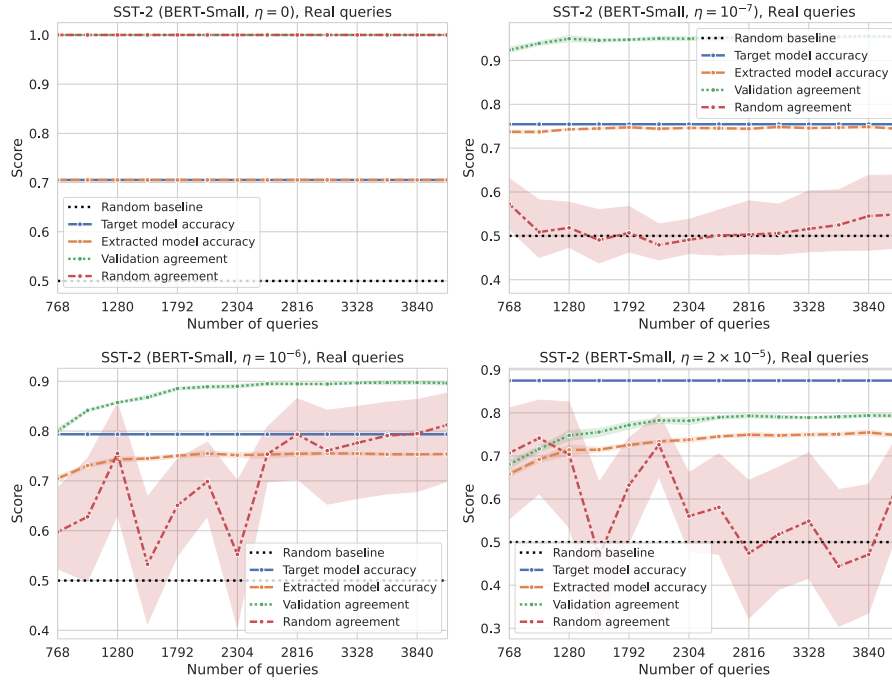 SST-2 (BERT-Small, η = 0), Real queries
1.0
0.9
0.8
0.7
0.6
0.5
Score
Random baseline
Target model accuracy
Extracted model accuracy
Validation agreement
Random agreement
768 1280 1792 2304 2816 3328 3840
Number of queries
SST-2 (BERT-Small, η = 10⁻⁷), Real queries
0.9
0.8
0.7
0.6
0.5
0.4
Score
Random baseline
Target model accuracy
Extracted model accuracy
Validation agreement
Random agreement
768 1280 1792 2304 2816 3328 3840
Number of queries
SST-2 (BERT-Small, η = 10⁻⁶), Real queries
0.9
0.8
0.7
0.6
0.5
0.4
Score
Random baseline
Target model accuracy
Extracted model accuracy
Validation agreement
Random agreement
768 1280 1792 2304 2816 3328 3840
Number of queries
SST-2 (BERT-Small, η = 2 × 10⁻⁵), Real queries
0.9
0.8
0.7
0.6
0.5
0.4
0.3
Score
Random baseline
Target model accuracy
Extracted model accuracy
Validation agreement
Random agreement
768 1280 1792 2304 2816 3328 3840
Number of queries